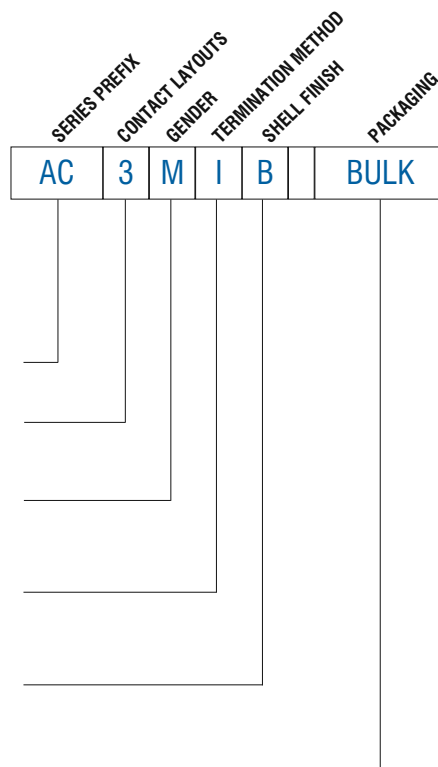 SERIES PREFIX
CONTACT LAYOUTS
GENDER
TERMINATION METHOD
SHELL FINISH
PACKAGING
AC 3 M I B BULK